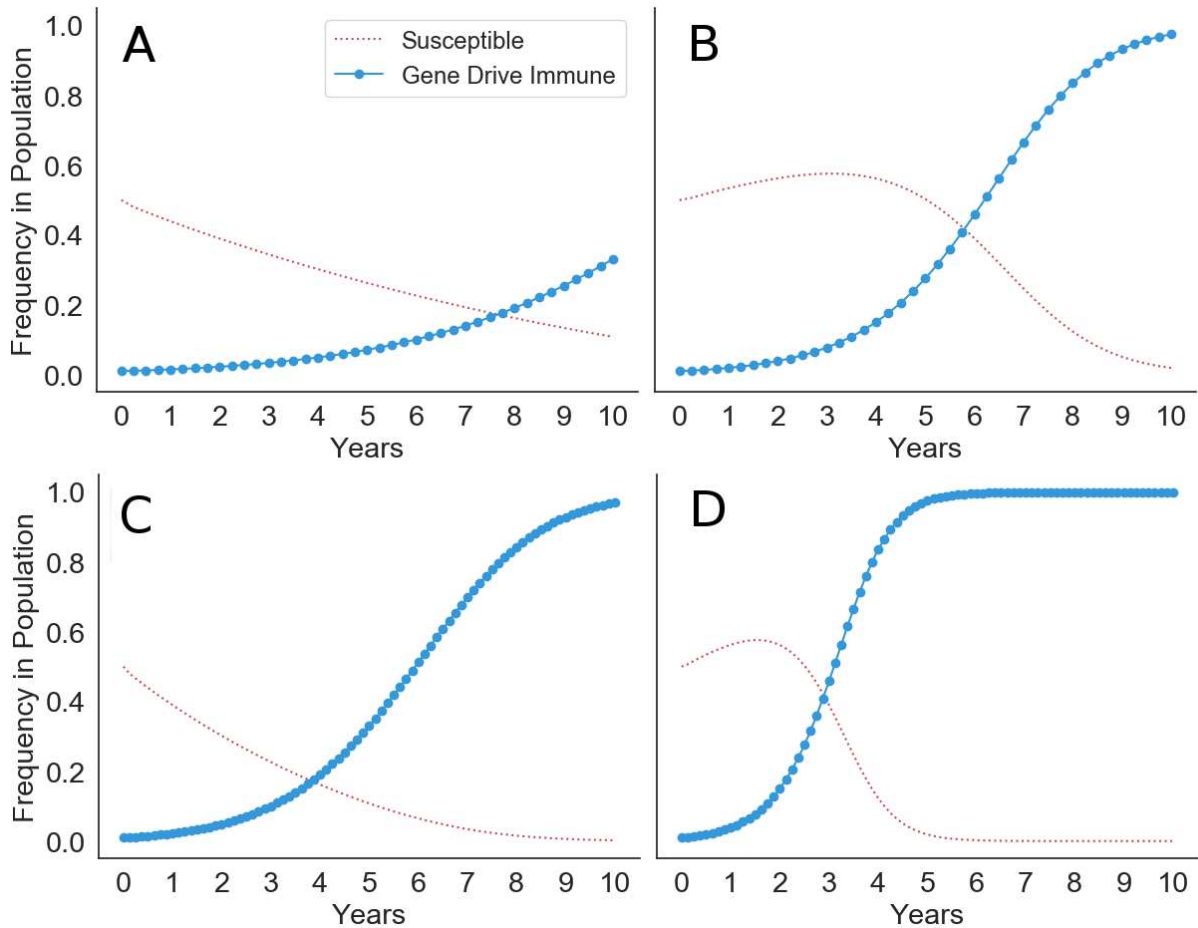 A
Susceptible
Gene Drive Immune
Frequency in Population
1.0
0.8
0.6
0.4
0.2
0.0
0 1 2 3 4 5 6 7 8 9 10
Years
B
0 1 2 3 4 5 6 7 8 9 10
Years
C
Frequency in Population
1.0
0.8
0.6
0.4
0.2
0.0
0 1 2 3 4 5 6 7 8 9 10
Years
D
0 1 2 3 4 5 6 7 8 9 10
Years